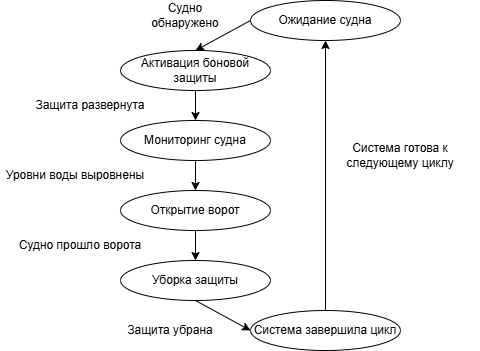 Судно
обнаружено
Ожидание судна
Активация боновой
защиты
Защита развернута
Мониторинг судна
Уровни воды выровнены
Открытие ворот
Судно прошло ворота
Уборка защиты
Защита убрана
Система завершила цикл
Система готова к
следующему циклу